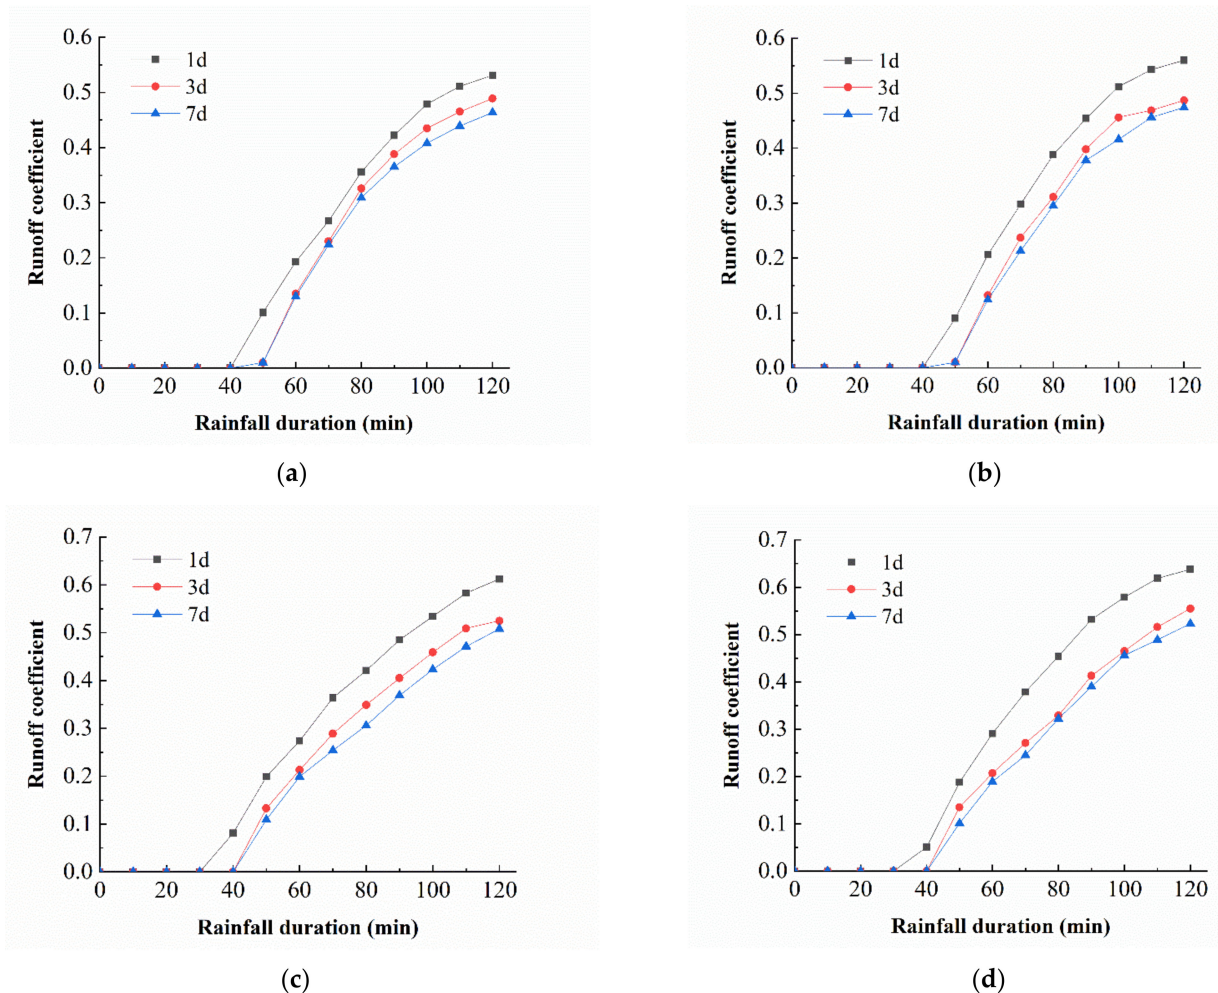 0.6
0.5
0.4
0.3
0.2
0.1
0.0
Runoff coefficient
1d
3d
7d
0 20 40 60 80 100 120
Rainfall duration (min)
(a)
0.6
0.5
0.4
0.3
0.2
0.1
0.0
Runoff coefficient
1d
3d
7d
0 20 40 60 80 100 120
Rainfall duration (min)
(b)
0.7
0.6
0.5
0.4
0.3
0.2
0.1
0.0
Runoff coefficient
1d
3d
7d
0 20 40 60 80 100 120
Rainfall duration (min)
(c)
0.7
0.6
0.5
0.4
0.3
0.2
0.1
0.0
Runoff coefficient
1d
3d
7d
0 20 40 60 80 100 120
Rainfall duration (min)
(d)